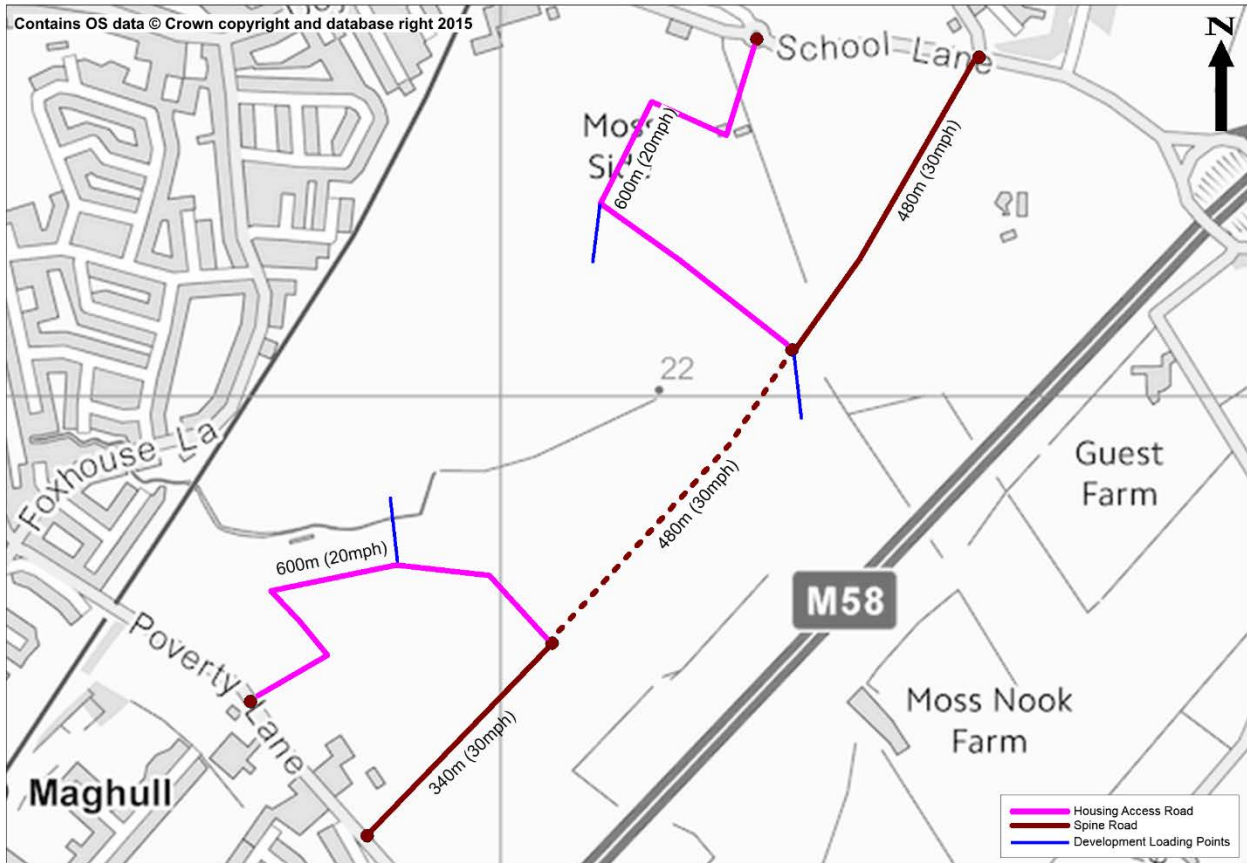 Contains OS data © Crown copyright and database right 2015
N
School Lane
Moss
Side
600m (20mph)
480m (30mph)
22
Foxhouse La
Guest
Farm
480m (30mph)
600m (20mph)
M58
Poverty Lane
Moss Nook
Farm
340m (30mph)
Maghull
Housing Access Road
Spine Road
Development Loading Points